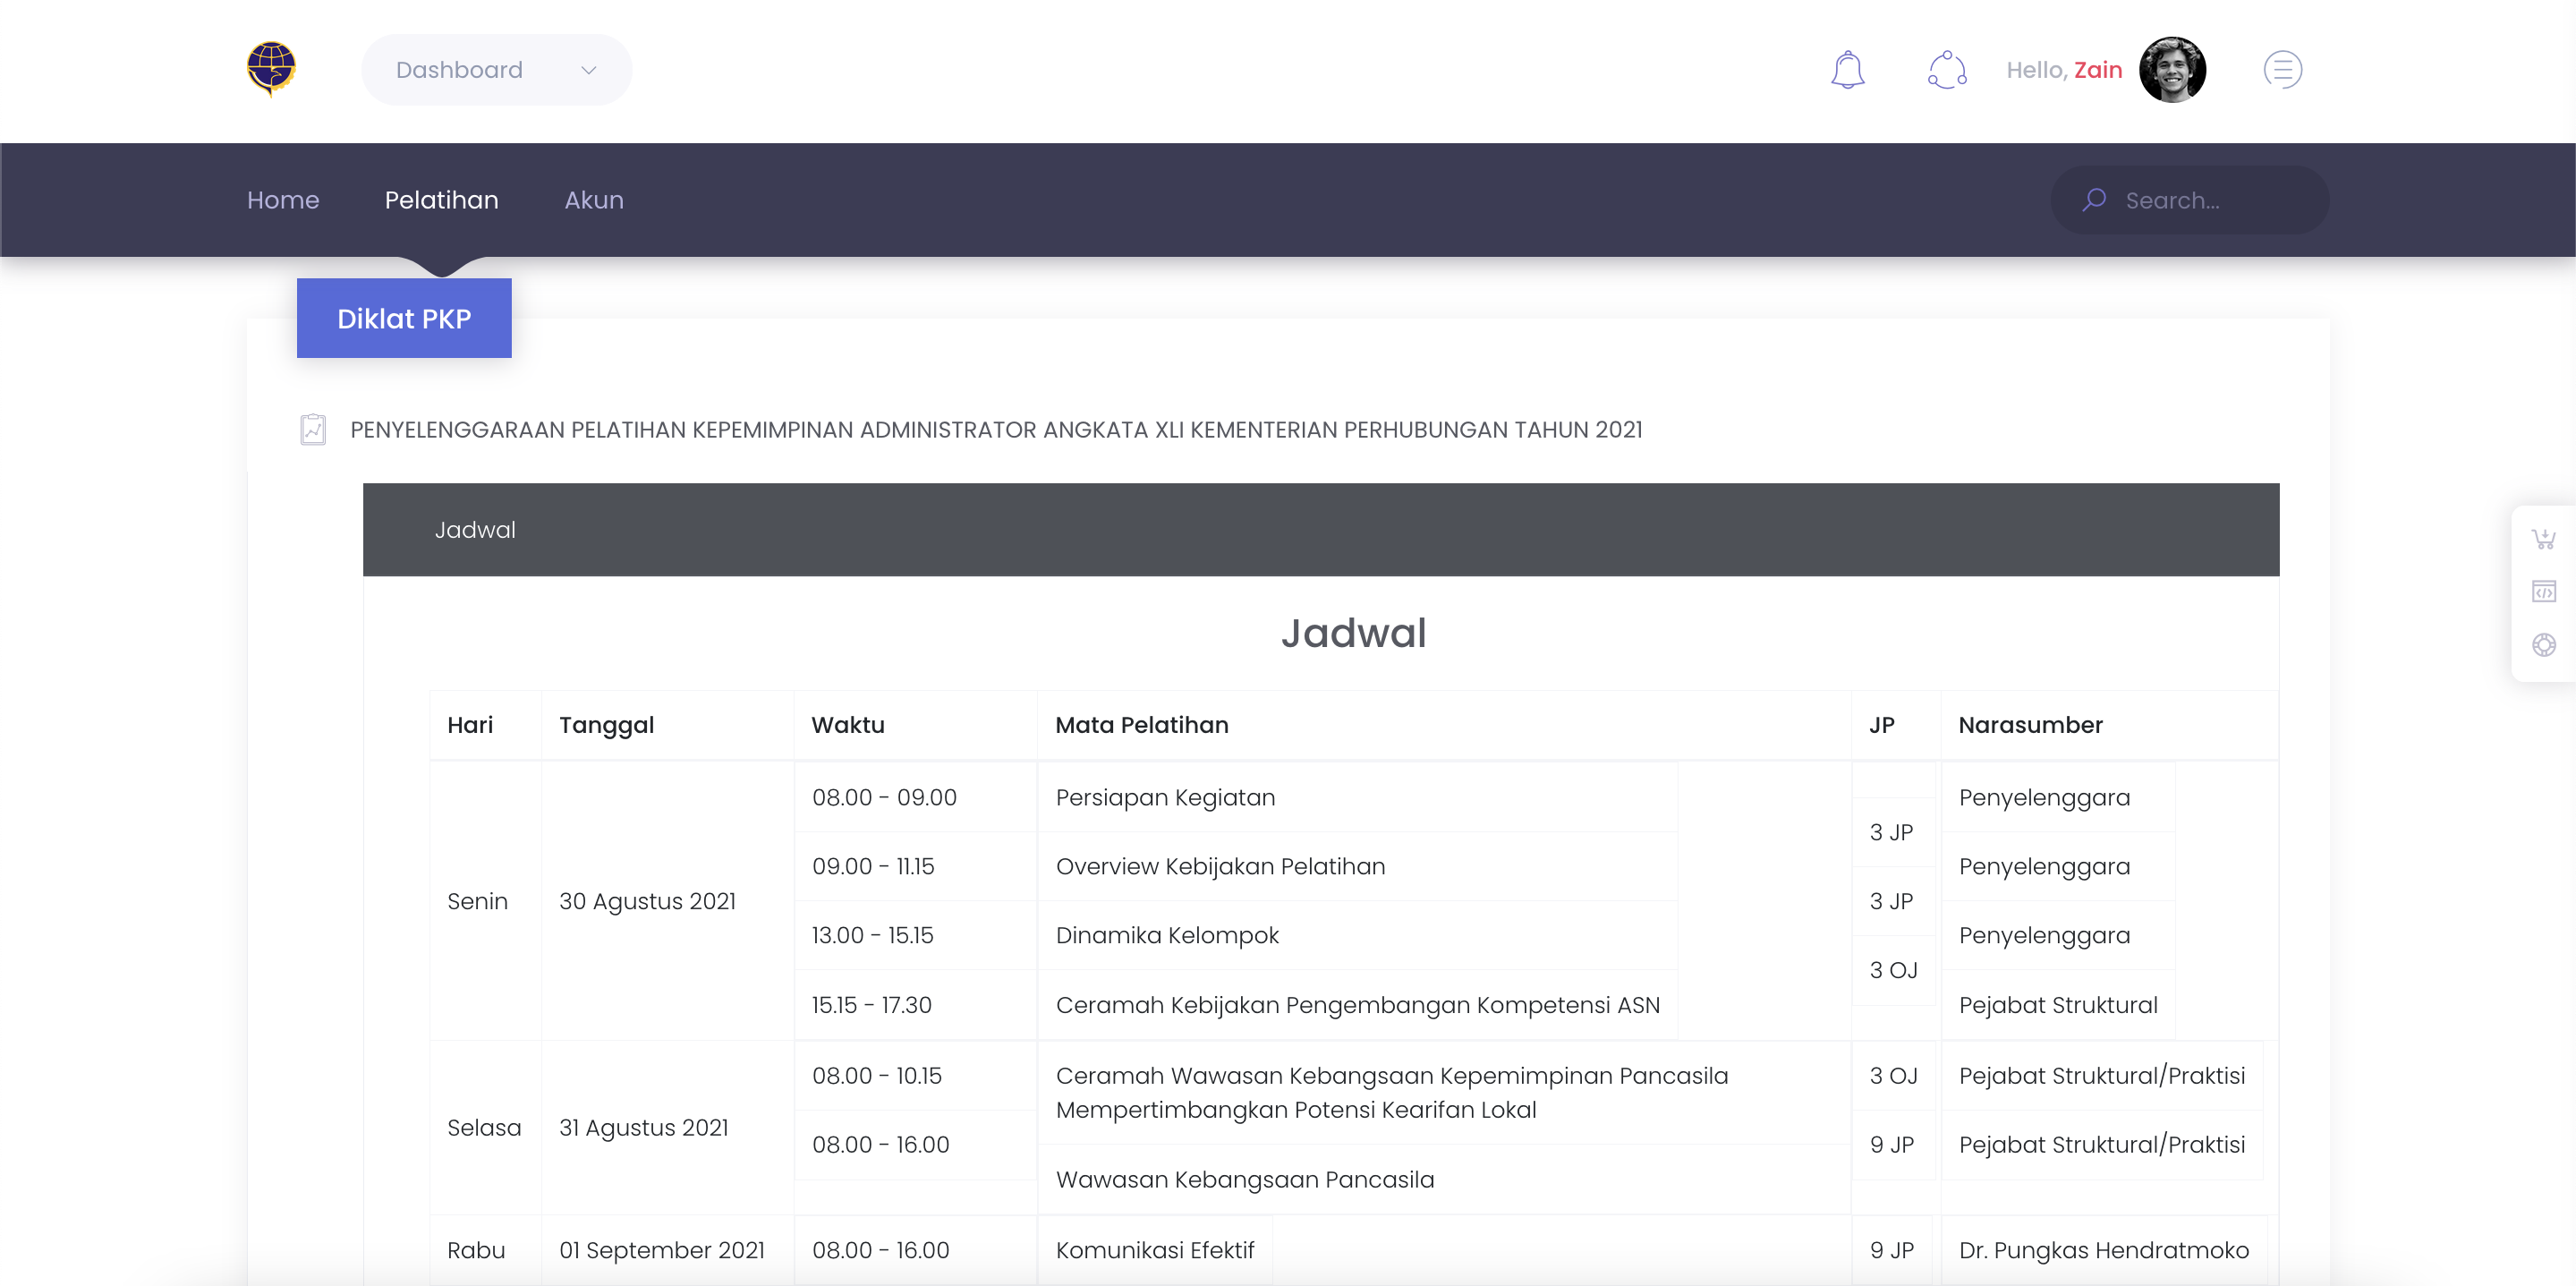 Dashboard
Hello, Zain
Home
Pelatihan
Akun
Search...
Diklat PKP
PENYELENGGARAAN PELATIHAN KEPEMIMPINAN ADMINISTRATOR ANGKATA XLI KEMENTERIAN PERHUBUNGAN TAHUN 2021
Jadwal
Jadwal
Hari Tanggal Waktu Mata Pelatihan JP Narasumber
Senin 30 Agustus 2021
08.00 - 09.00
09.00 - 11.15
13.00 - 15.15
15.15 - 17.30
Persiapan Kegiatan
Overview Kebijakan Pelatihan
Dinamika Kelompok
Ceramah Kebijakan Pengembangan Kompetensi ASN
3 JP
3 JP
3 OJ
Penyelenggara
Penyelenggara
Penyelenggara
Pejabat Struktural
Selasa 31 Agustus 2021
08.00 - 10.15
08.00 - 16.00
Ceramah Wawasan Kebangsaan Kepemimpinan Pancasila
Mempertimbangkan Potensi Kearifan Lokal
Wawasan Kebangsaan Pancasila
3 OJ
9 JP
Pejabat Struktural/Praktisi
Pejabat Struktural/Praktisi
Rabu 01 September 2021 08.00 - 16.00 Komunikasi Efektif 9 JP Dr. Pungkas Hendratmoko